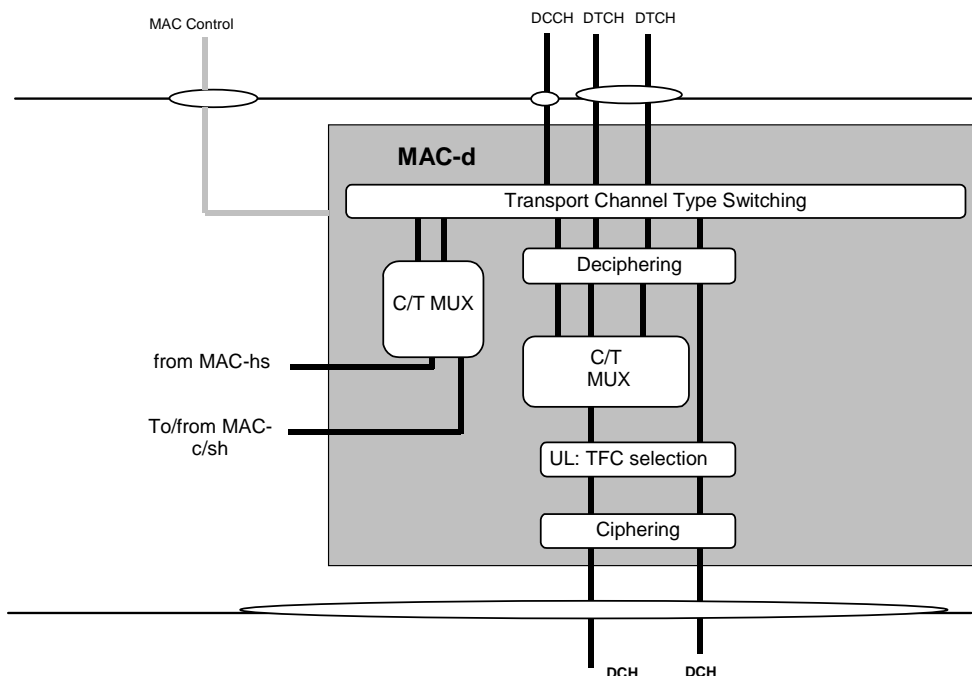 MAC Control
DCCH DTCH DTCH
MAC-d
Transport Channel Type Switching
Deciphering
C/T MUX
C/T
MUX
from MAC-hs
To/from MAC-
c/sh
UL: TFC selection
Ciphering
DCH
DCH